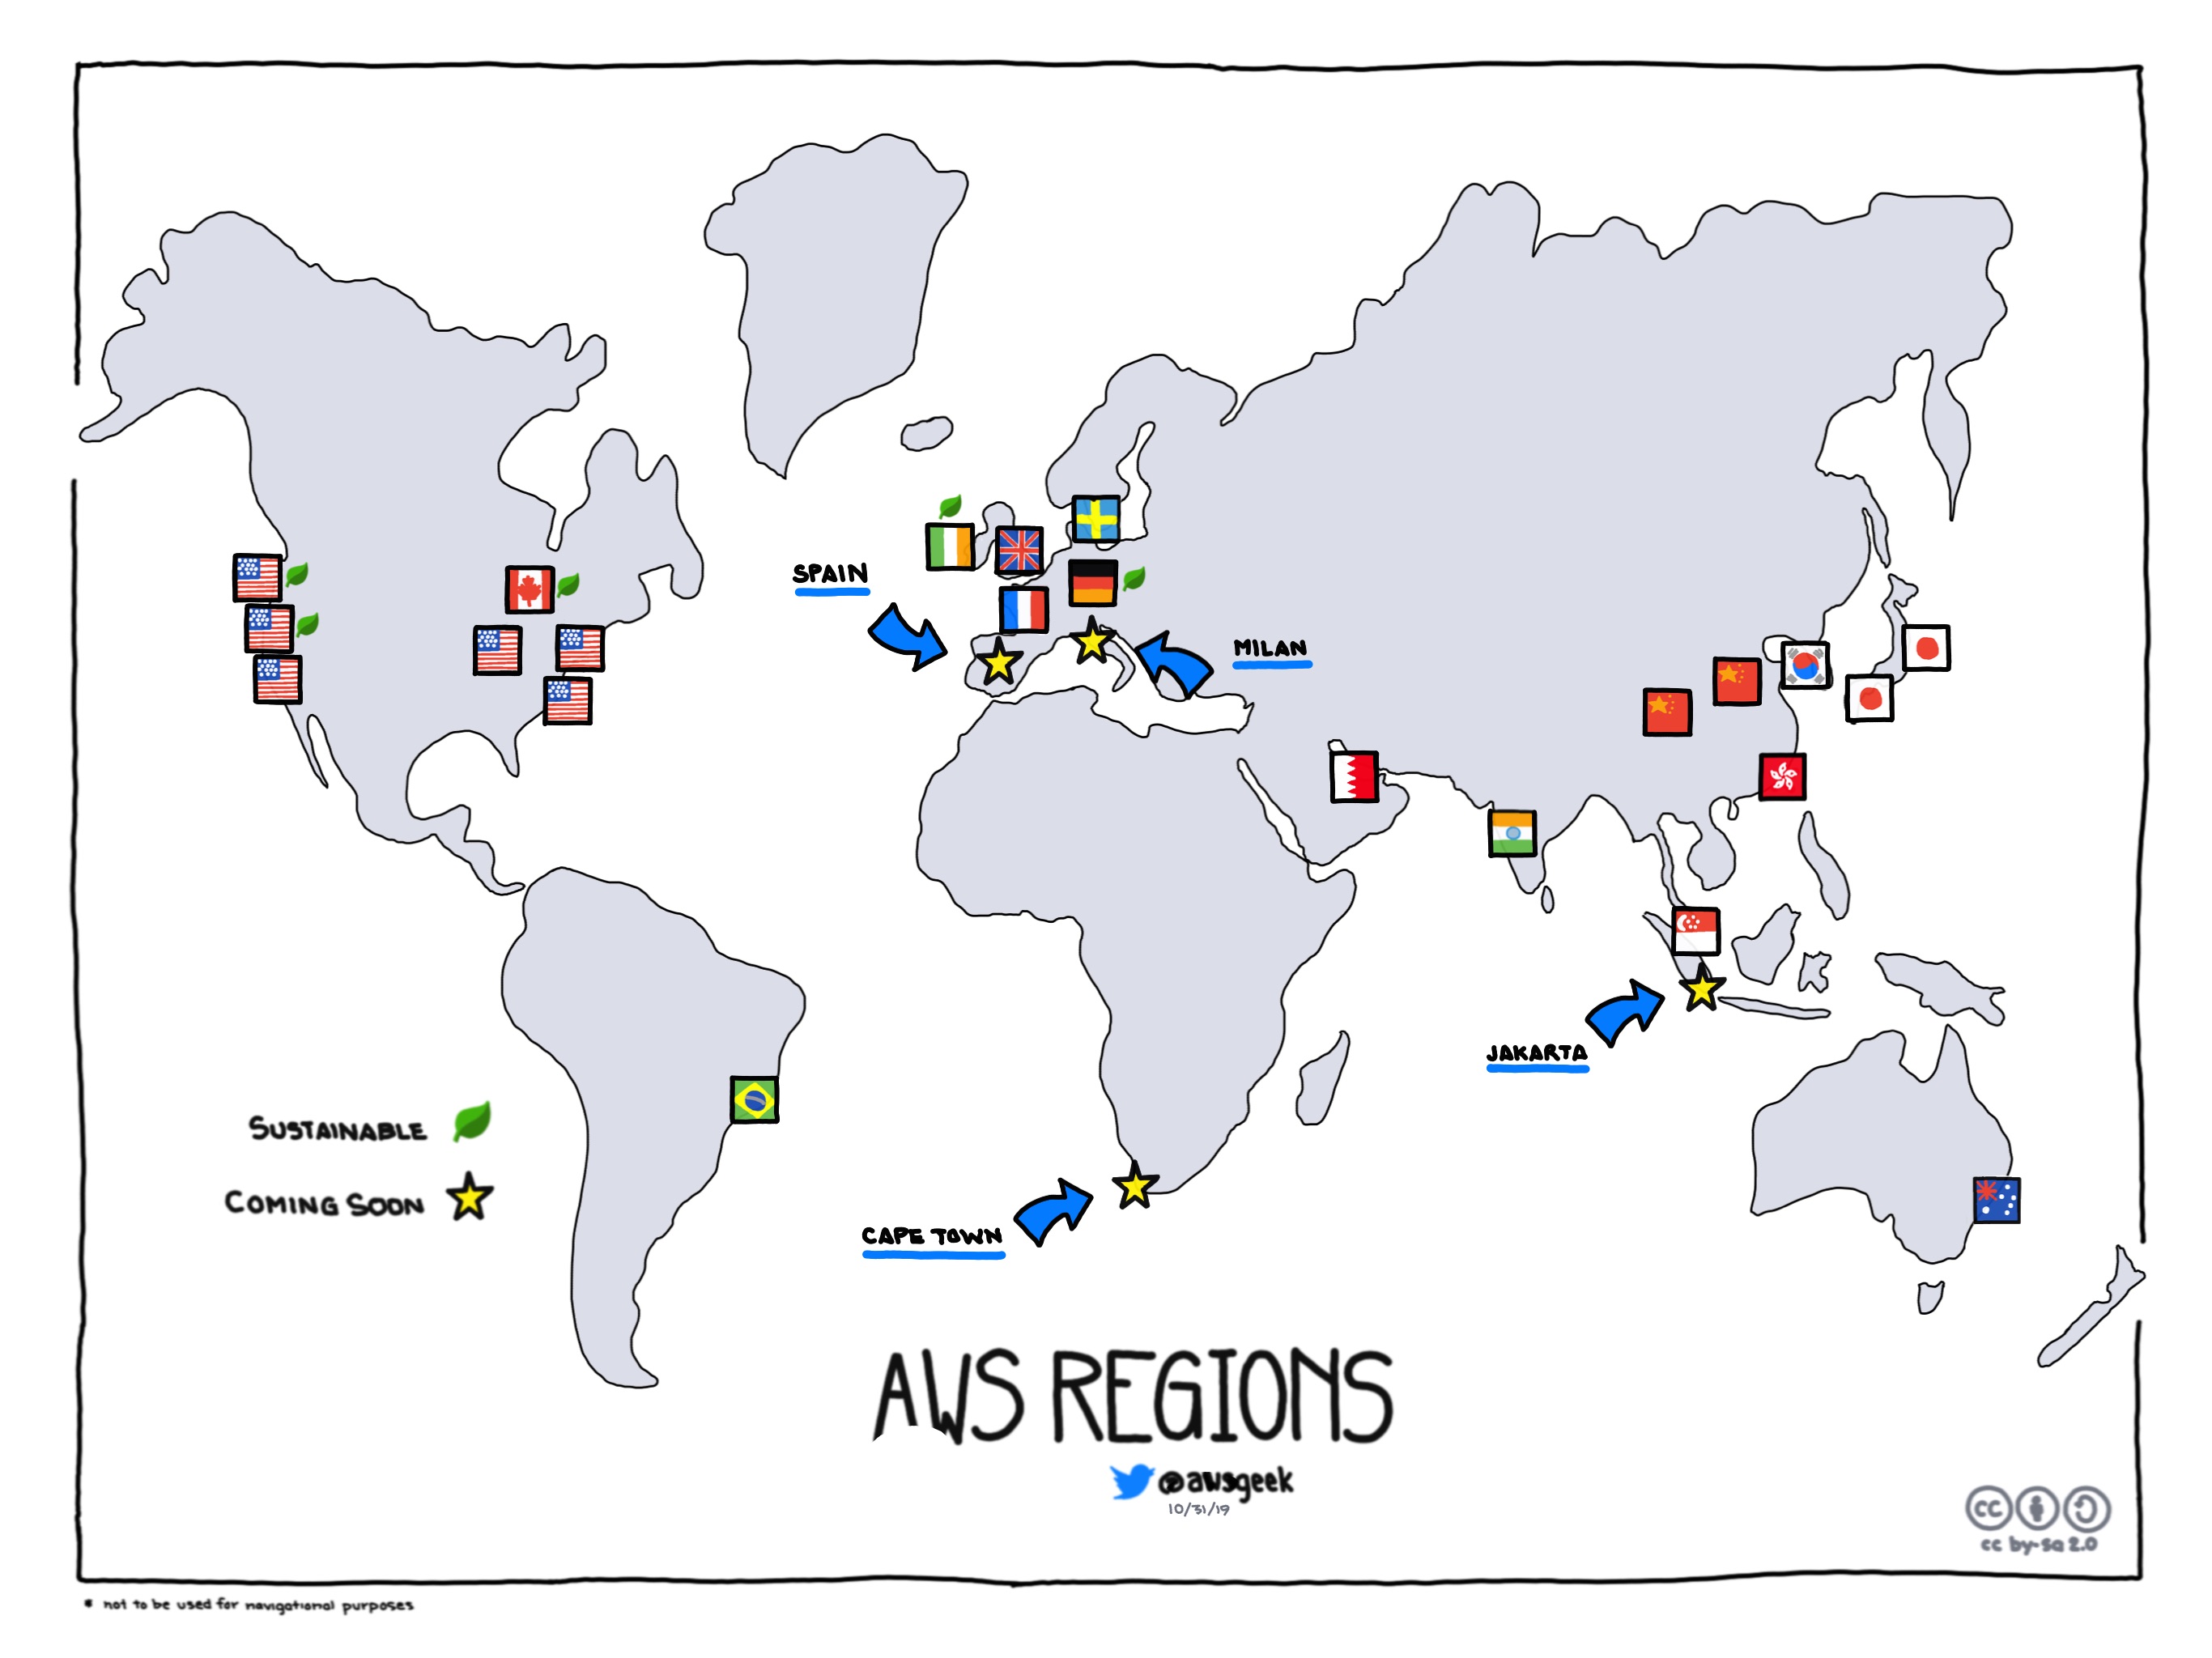 SPAIN
MILAN
JAKARTA
SUSTAINABLE
COMING SOON
CAPE TOWN
AWS REGIONS
@awsgeek
10/31/19
cc
cc by-sa 2.0
* not to be used for navigational purposes